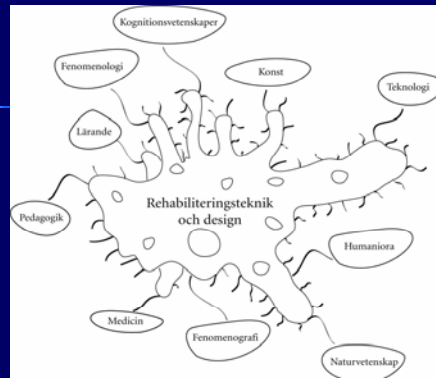 Kognitionsvetenskaper
Fenomenologi
Konst
Teknologi
Lärande
Pedagogik
Rehabiliteringsteknik
och design
Humaniora
Medicin
Fenomenografi
Naturvetenskap